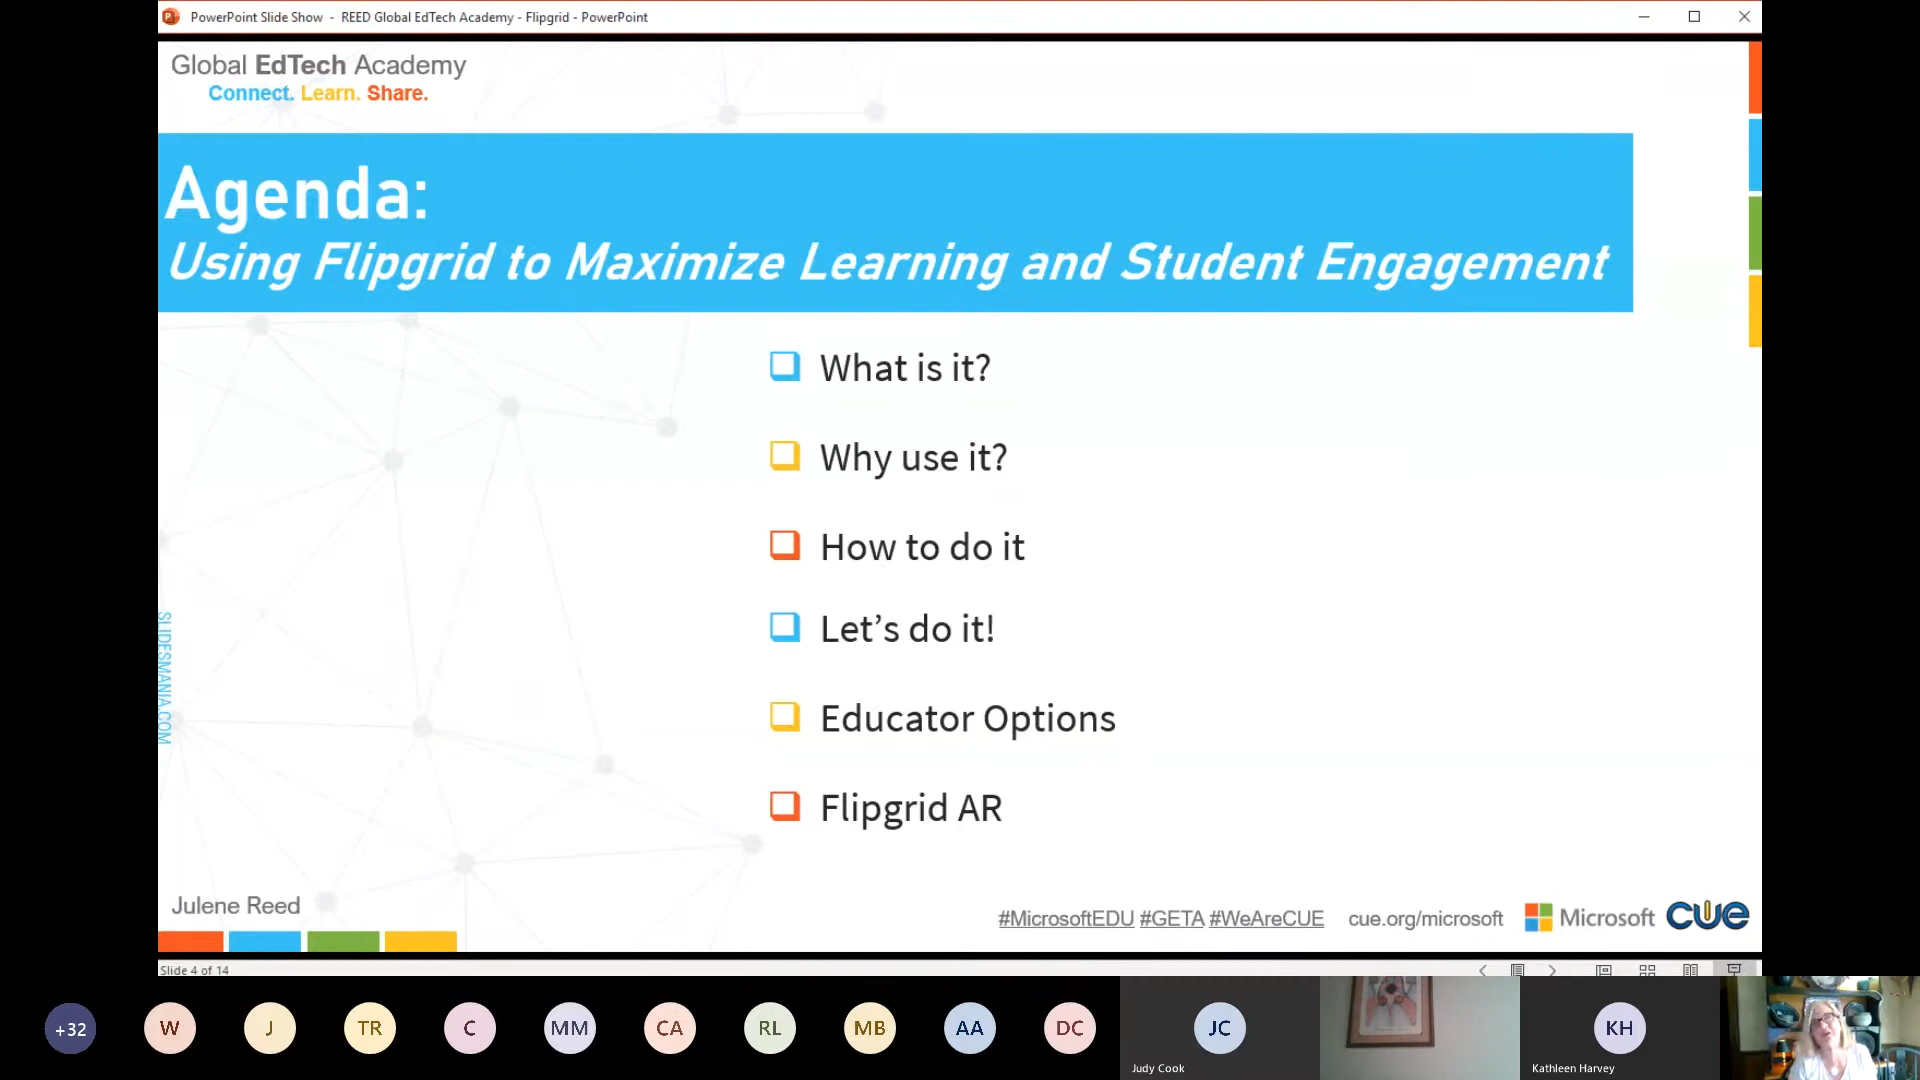 PowerPoint Slide Show - REED Global EdTech Academy - Flipgrid - PowerPoint
Global EdTech Academy
Connect. Learn. Share.
Agenda:
Using Flipgrid to Maximize Learning and Student Engagement
What is it?
Why use it?
How to do it
Let’s do it!
Educator Options
Flipgrid AR
SLIDESMANIA.COM
Julene Reed
#MicrosoftEDU #GETA #WeAreCUE cue.org/microsoft Microsoft CUE
Slide 4 of 14
+32 W J TR C MM CA RL MB AA DC JC KH
Judy Cook Kathleen Harvey